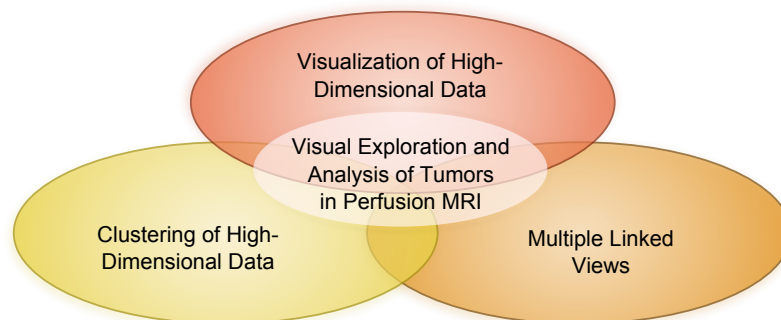 Visualization of High-
Dimensional Data
Visual Exploration and
Analysis of Tumors
in Perfusion MRI
Clustering of High-
Dimensional Data
Multiple Linked
Views